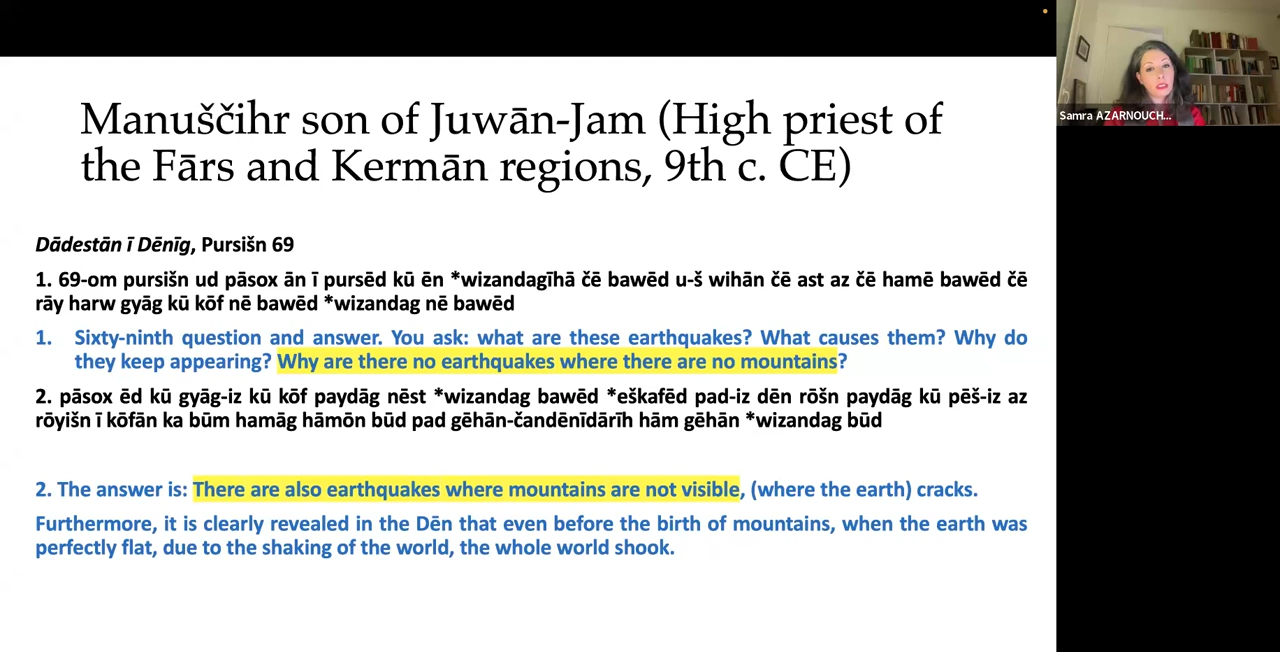 Manuščihr son of Juwān-Jam (High priest of
the Fārs and Kermān regions, 9th c. CE)
Samra AZARNOUCH...
Dādestān ī Dēnīg, Pursišn 69
1. 69-om pursišn ud pāsox ān ī pursēd kū ēn *wizandagīhā čē bawēd u-š wihān čē ast az čē hamē bawēd čē
rāy harw gyāg kū kōf nē bawēd *wizandag nē bawēd
1. Sixty-ninth question and answer. You ask: what are these earthquakes? What causes them? Why do
they keep appearing? Why are there no earthquakes where there are no mountains?
2. pāsox ēd kū gyāg-iz kū kōf paydāg nēst *wizandag bawēd *eškafēd pad-iz dēn rōšn paydāg kū pēš-iz az
rōyišn ī kōfān ka būm hamāg hāmōn būd pad gēhān-čandēnīdārīh hām gēhān *wizandag būd
2. The answer is: There are also earthquakes where mountains are not visible, (where the earth) cracks.
Furthermore, it is clearly revealed in the Dēn that even before the birth of mountains, when the earth was
perfectly flat, due to the shaking of the world, the whole world shook.